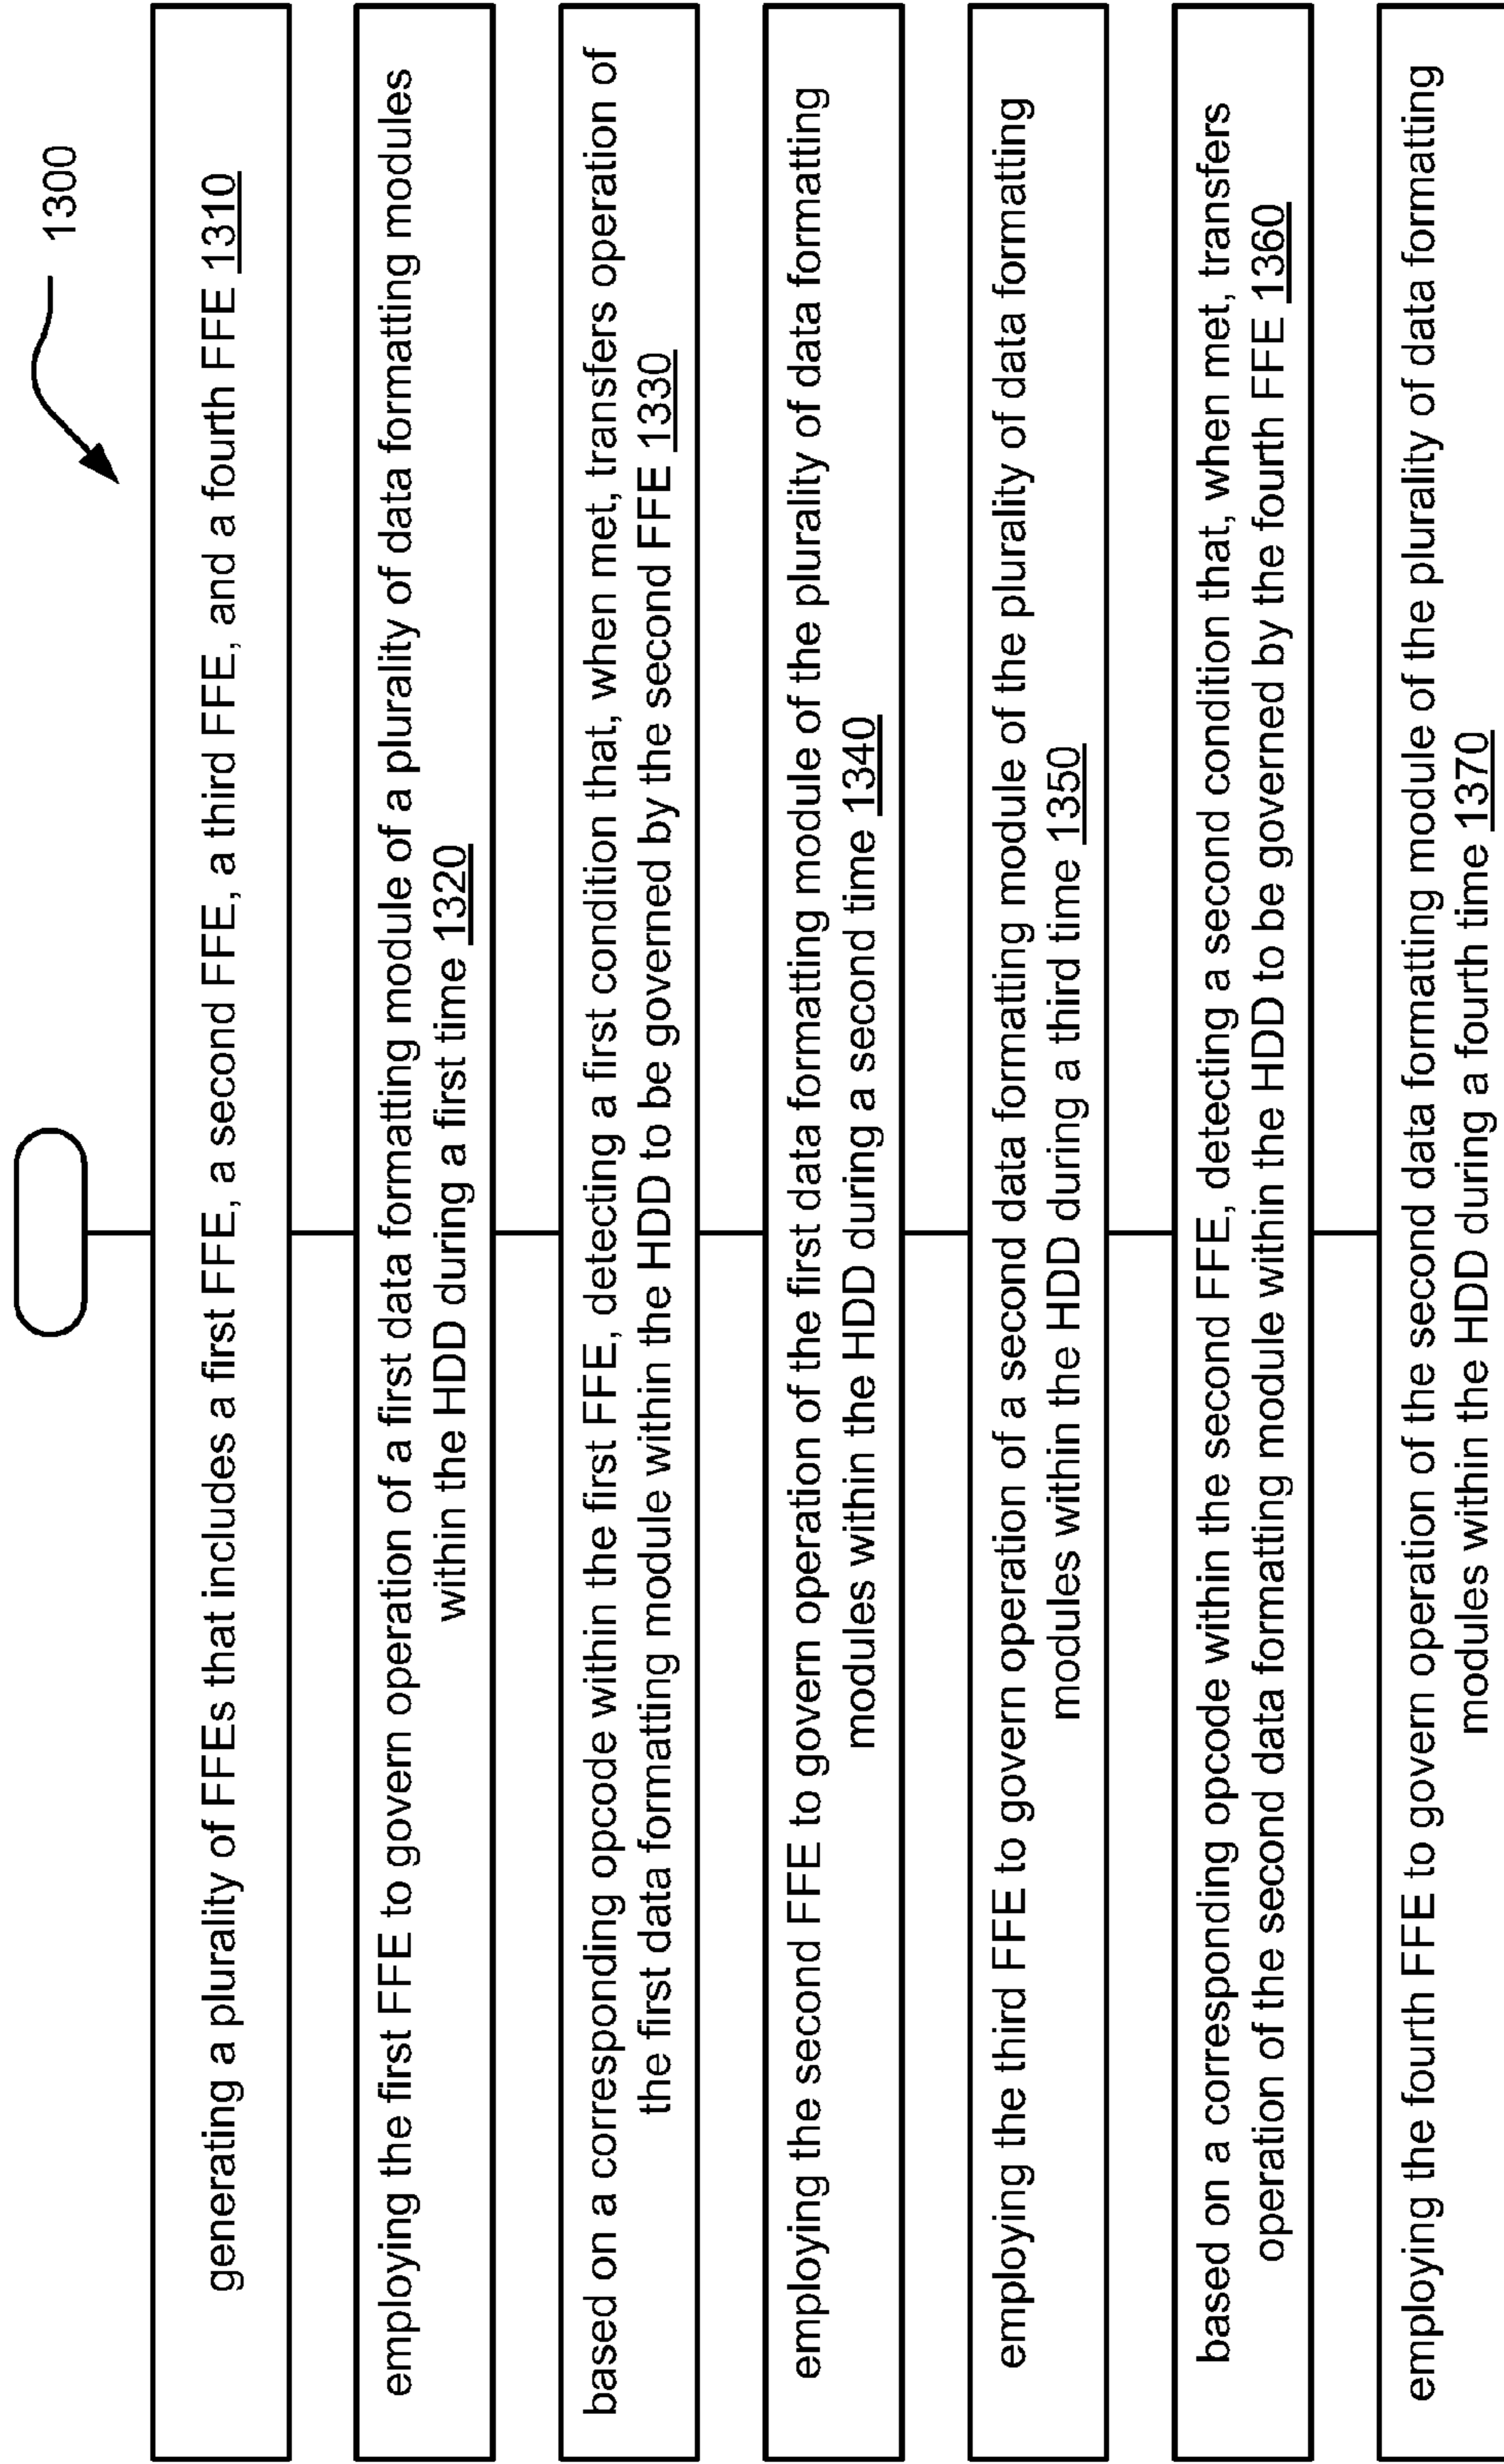 1300
generating a plurality of FFEs that includes a first FFE, a second FFE, a third FFE, and a fourth FFE 1310
employing the first FFE to govern operation of a first data formatting module of a plurality of data formatting modules
within the HDD during a first time 1320
based on a corresponding opcode within the first FFE, detecting a first condition that, when met, transfers operation of
the first data formatting module within the HDD to be governed by the second FFE 1330
employing the second FFE to govern operation of the first data formatting module of the plurality of data formatting
modules within the HDD during a second time 1340
employing the third FFE to govern operation of a second data formatting module of the plurality of data formatting
modules within the HDD during a third time 1350
based on a corresponding opcode within the second FFE, detecting a second condition that, when met, transfers
operation of the second data formatting module within the HDD to be governed by the fourth FFE 1360
employing the fourth FFE to govern operation of the second data formatting module of the plurality of data formatting
modules within the HDD during a fourth time 1370